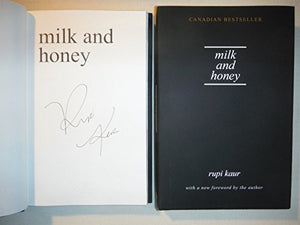 milk and
honey
CANADIAN BESTSELLER
milk
and
honey
rupi kaur
with a new foreword by the author